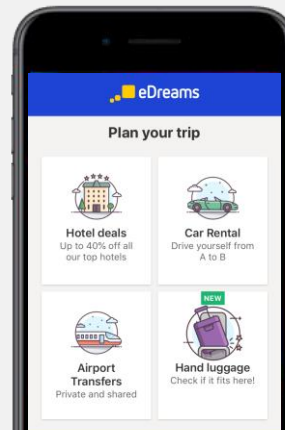 eDreams
Plan your trip
Hotel deals
Up to 40% off all
our top hotels
Car Rental
Drive yourself from
A to B
Airport
Transfers
Private and shared
NEW
Hand luggage
Check if it fits here!